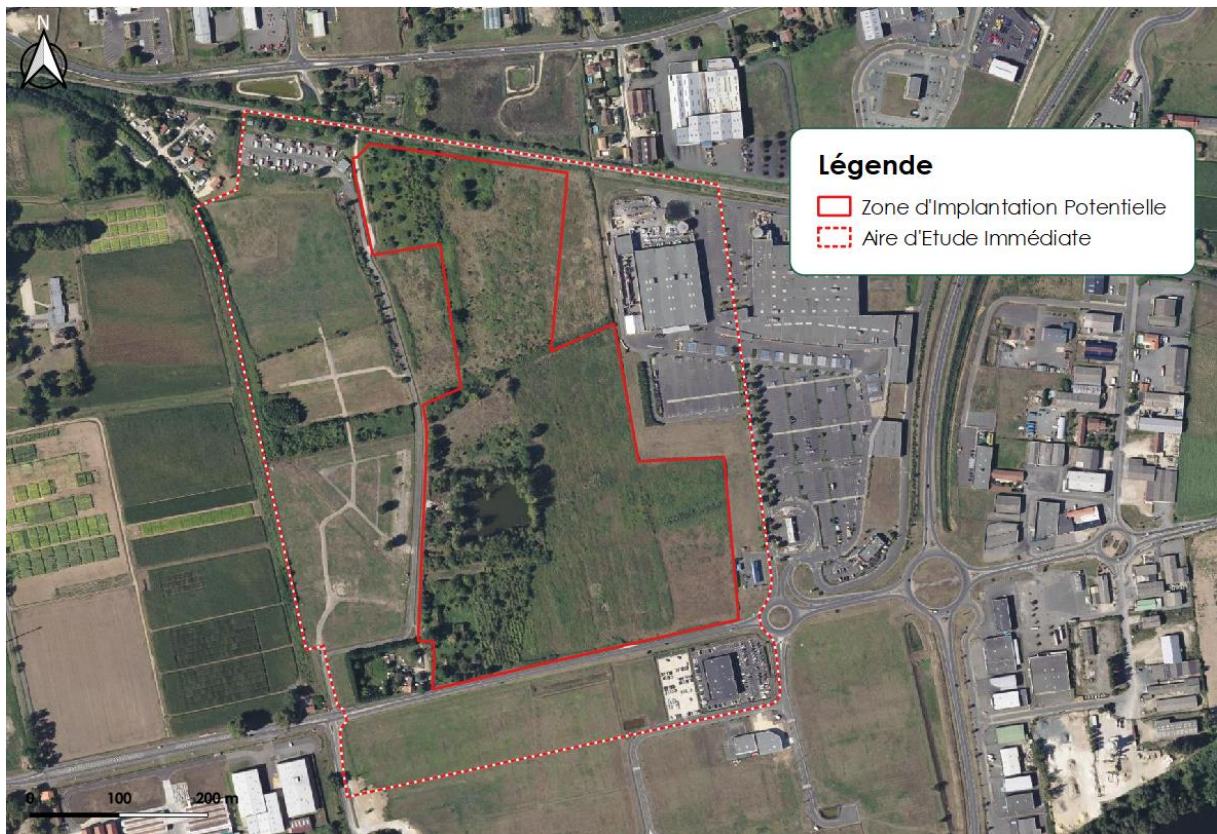 N
Légende
Zone d'Implantation Potentielle
Aire d'Etude Immédiate
0 100 200 m